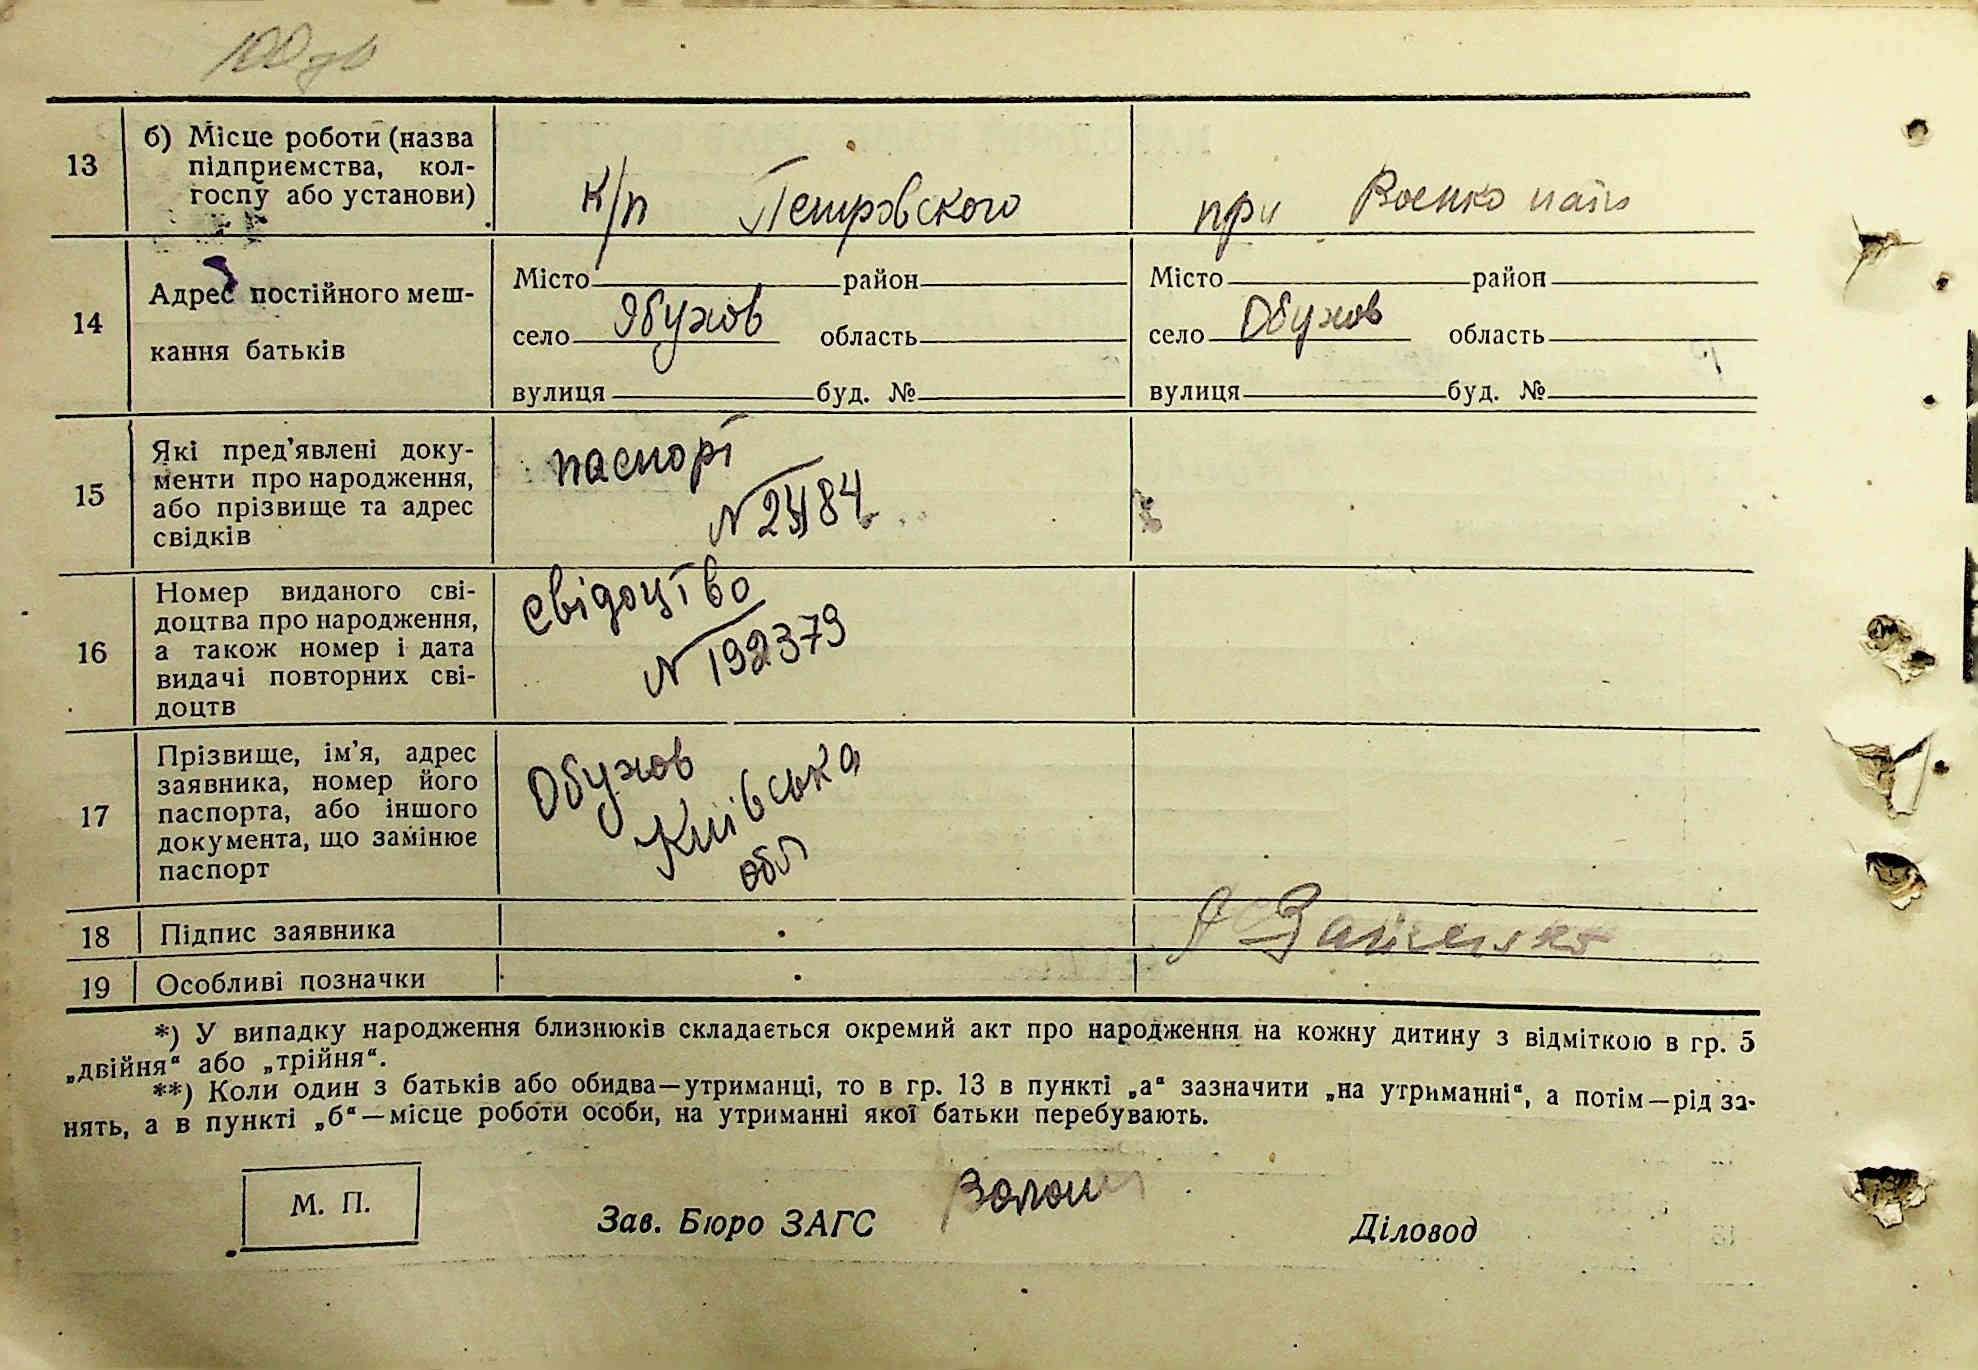 13
б) Місце роботи (назва
підприємства, кол-
госпу або установи)
к/п Петровського
при
14
Адрес постійного меш-
кання батьків
Місто район
село Обухов область
вулиця буд. №
Місто район
село Обухов область
вулиця буд. №
15
Які пред'явлені доку-
менти про народження,
або прізвище та адрес
свідків
паспорт
16
Номер виданого сві-
доцтва про народження,
а також номер і дата
видачі повторних сві-
доцтв
свідоцтво
№ 192379
17
Прізвище, ім'я, адрес
заявника, номер його
паспорта, або іншого
документа, що замінює
паспорт
Обухов
Київська
обл
18
Підпис заявника
19
Особливі позначки
*) У випадку народження близнюків складається окремий акт про народження на кожну дитину з відміткою в гр. 5
„двійня“ або „трійня“.
**) Коли один з батьків або обидва—утриманці, то в гр. 13 в пункті „а“ зазначити „на утриманні“, а потім—рід за-
нять, а в пункті „б“—місце роботи особи, на утриманні якої батьки перебувають.
М. П.
Зав. Бюро ЗАГС
Діловод